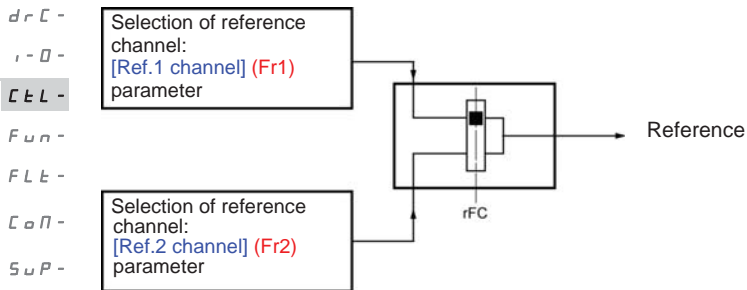 drC-
i-O-
CtL-
Fun-
FLt-
CoM-
SuP-
Selection of reference
channel:
[Ref.1 channel] (Fr1)
parameter
Reference
rFC
Selection of reference
channel:
[Ref.2 channel] (Fr2)
parameter